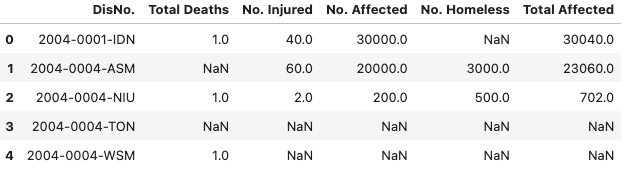 DisNo. Total Deaths No. Injured No. Affected No. Homeless Total Affected
0 2004-0001-IDN 1.0 40.0 30000.0 NaN 30040.0
1 2004-0004-ASM NaN 60.0 20000.0 3000.0 23060.0
2 2004-0004-NIU 1.0 2.0 200.0 500.0 702.0
3 2004-0004-TON NaN NaN NaN NaN NaN
4 2004-0004-WSM 1.0 NaN NaN NaN NaN